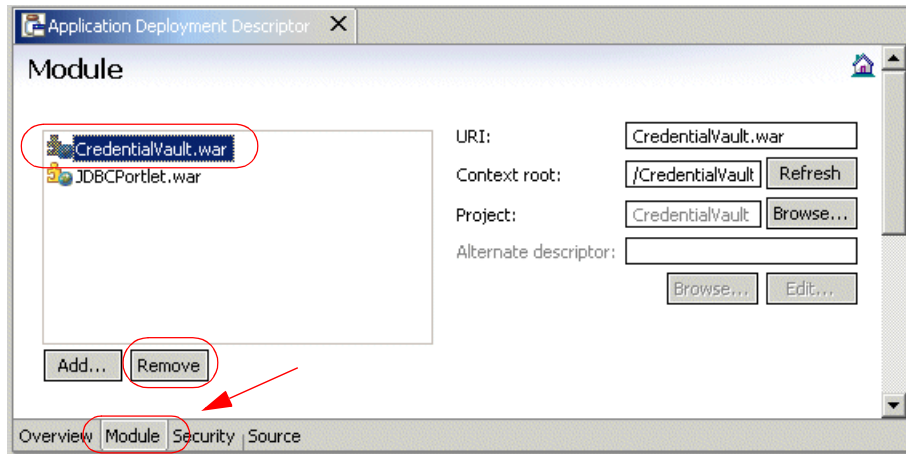 Application Deployment Descriptor
Module
CredentialVault.war
JDBCPortlet.war
Add...
Remove
URI:
CredentialVault.war
Context root:
/CredentialVault
Refresh
Project:
CredentialVault
Browse...
Alternate descriptor:
Browse...
Edit...
Overview Module Security Source